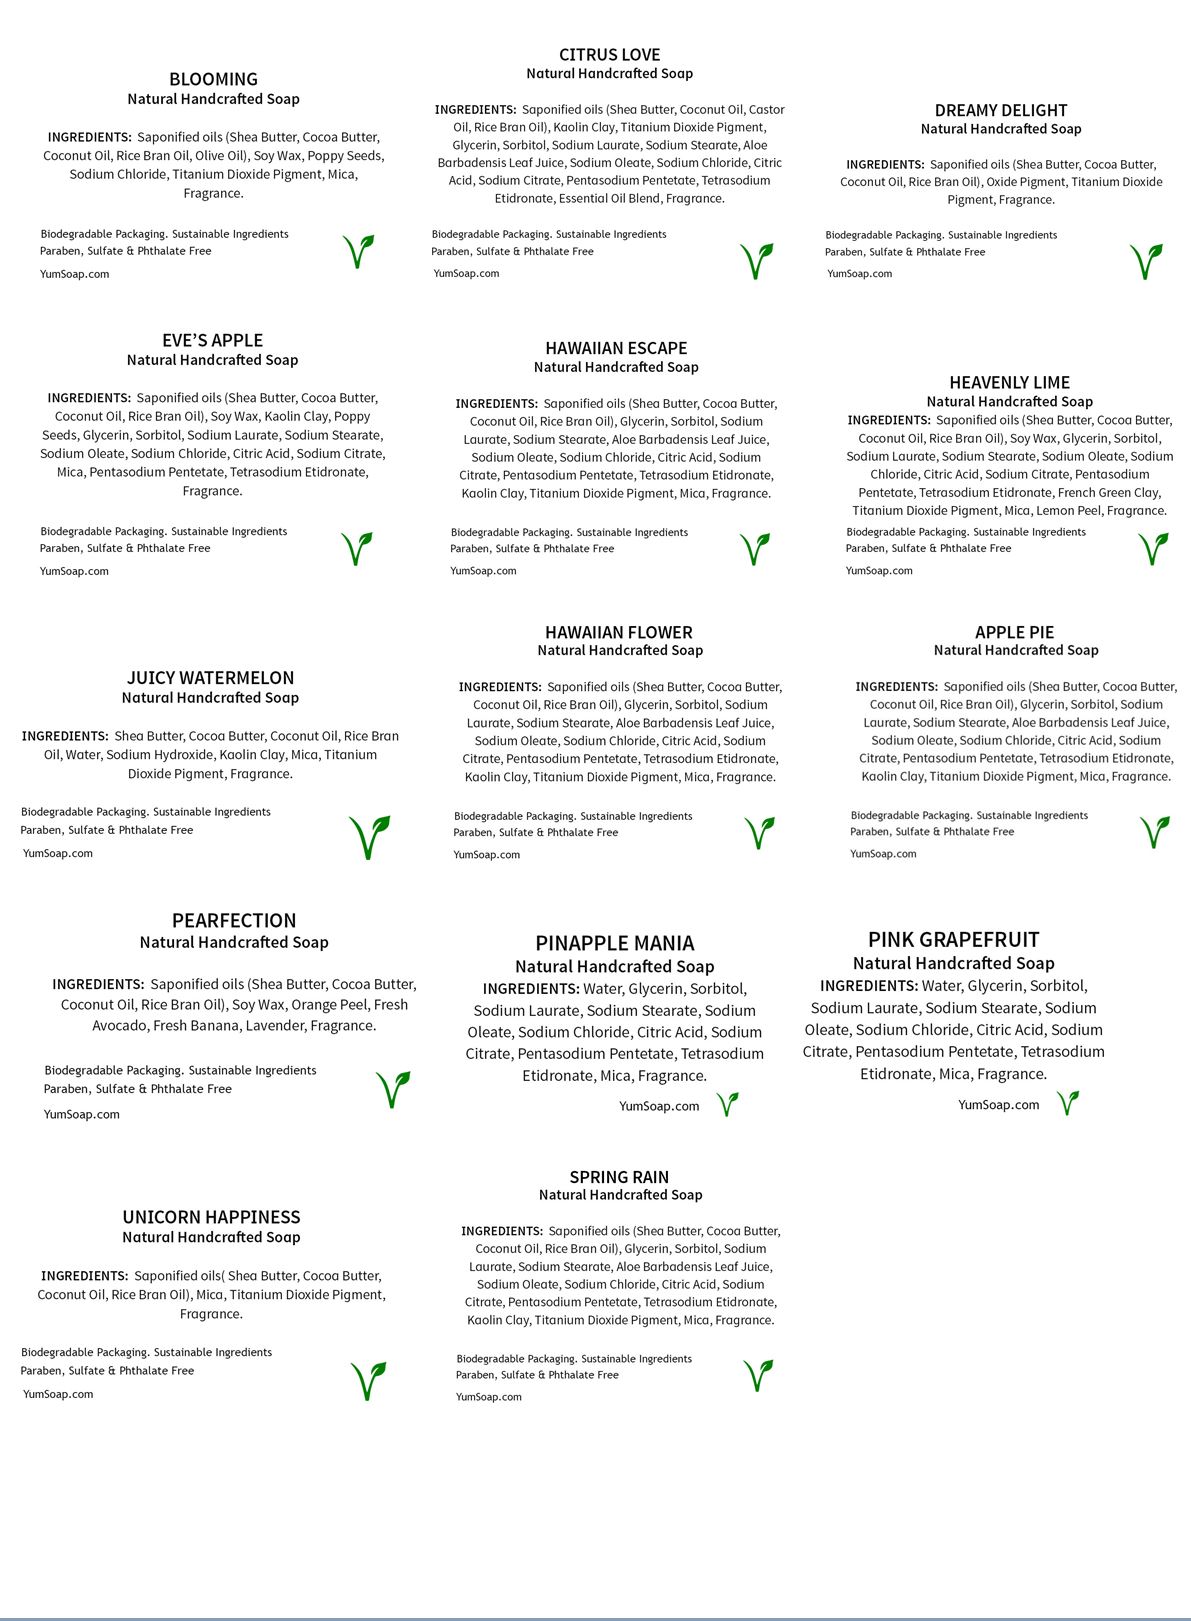 BLOOMING
Natural Handcrafted Soap
INGREDIENTS: Saponified oils (Shea Butter, Cocoa Butter,
Coconut Oil, Rice Bran Oil, Olive Oil), Soy Wax, Poppy Seeds,
Sodium Chloride, Titanium Dioxide Pigment, Mica,
Fragrance.
Biodegradable Packaging. Sustainable Ingredients
Paraben, Sulfate & Phthalate Free
YumSoap.com
CITRUS LOVE
Natural Handcrafted Soap
INGREDIENTS: Saponified oils (Shea Butter, Coconut Oil, Castor
Oil, Rice Bran Oil), Kaolin Clay, Titanium Dioxide Pigment,
Glycerin, Sorbitol, Sodium Laurate, Sodium Stearate, Aloe
Barbadensis Leaf Juice, Sodium Oleate, Sodium Chloride, Citric
Acid, Sodium Citrate, Pentasodium Pentetate, Tetrasodium
Etidronate, Essential Oil Blend, Fragrance.
Biodegradable Packaging. Sustainable Ingredients
Paraben, Sulfate & Phthalate Free
YumSoap.com
DREAMY DELIGHT
Natural Handcrafted Soap
INGREDIENTS: Saponified oils (Shea Butter, Cocoa Butter,
Coconut Oil, Rice Bran Oil), Oxide Pigment, Titanium Dioxide
Pigment, Fragrance.
Biodegradable Packaging. Sustainable Ingredients
Paraben, Sulfate & Phthalate Free
YumSoap.com
EVE'S APPLE
Natural Handcrafted Soap
INGREDIENTS: Saponified oils (Shea Butter, Cocoa Butter,
Coconut Oil, Rice Bran Oil), Soy Wax, Kaolin Clay, Poppy
Seeds, Glycerin, Sorbitol, Sodium Laurate, Sodium Stearate,
Sodium Oleate, Sodium Chloride, Citric Acid, Sodium Citrate,
Mica, Pentasodium Pentetate, Tetrasodium Etidronate,
Fragrance.
Biodegradable Packaging. Sustainable Ingredients
Paraben, Sulfate & Phthalate Free
YumSoap.com
HAWAIIAN ESCAPE
Natural Handcrafted Soap
INGREDIENTS: Saponified oils (Shea Butter, Cocoa Butter,
Coconut Oil, Rice Bran Oil), Glycerin, Sorbitol, Sodium
Laurate, Sodium Stearate, Aloe Barbadensis Leaf Juice,
Sodium Oleate, Sodium Chloride, Citric Acid, Sodium
Citrate, Pentasodium Pentetate, Tetrasodium Etidronate,
Kaolin Clay, Titanium Dioxide Pigment, Mica, Fragrance.
Biodegradable Packaging. Sustainable Ingredients
Paraben, Sulfate & Phthalate Free
YumSoap.com
HEAVENLY LIME
Natural Handcrafted Soap
INGREDIENTS: Saponified oils (Shea Butter, Cocoa Butter,
Coconut Oil, Rice Bran Oil), Soy Wax, Glycerin, Sorbitol,
Sodium Laurate, Sodium Stearate, Sodium Oleate, Sodium
Chloride, Citric Acid, Sodium Citrate, Pentasodium
Pentetate, Tetrasodium Etidronate, French Green Clay,
Titanium Dioxide Pigment, Mica, Lemon Peel, Fragrance.
Biodegradable Packaging. Sustainable Ingredients
Paraben, Sulfate & Phthalate Free
YumSoap.com
JUICY WATERMELON
Natural Handcrafted Soap
INGREDIENTS: Shea Butter, Cocoa Butter, Coconut Oil, Rice Bran
Oil, Water, Sodium Hydroxide, Kaolin Clay, Mica, Titanium
Dioxide Pigment, Fragrance.
Biodegradable Packaging. Sustainable Ingredients
Paraben, Sulfate & Phthalate Free
YumSoap.com
HAWAIIAN FLOWER
Natural Handcrafted Soap
INGREDIENTS: Saponified oils (Shea Butter, Cocoa Butter,
Coconut Oil, Rice Bran Oil), Glycerin, Sorbitol, Sodium
Laurate, Sodium Stearate, Aloe Barbadensis Leaf Juice,
Sodium Oleate, Sodium Chloride, Citric Acid, Sodium
Citrate, Pentasodium Pentetate, Tetrasodium Etidronate,
Kaolin Clay, Titanium Dioxide Pigment, Mica, Fragrance.
Biodegradable Packaging. Sustainable Ingredients
Paraben, Sulfate & Phthalate Free
YumSoap.com
APPLE PIE
Natural Handcrafted Soap
INGREDIENTS: Saponified oils (Shea Butter, Cocoa Butter,
Coconut Oil, Rice Bran Oil), Glycerin, Sorbitol, Sodium
Laurate, Sodium Stearate, Aloe Barbadensis Leaf Juice,
Sodium Oleate, Sodium Chloride, Citric Acid, Sodium
Citrate, Pentasodium Pentetate, Tetrasodium Etidronate,
Kaolin Clay, Titanium Dioxide Pigment, Mica, Fragrance.
Biodegradable Packaging. Sustainable Ingredients
Paraben, Sulfate & Phthalate Free
YumSoap.com
PEARFECTION
Natural Handcrafted Soap
INGREDIENTS: Saponified oils (Shea Butter, Cocoa Butter,
Coconut Oil, Rice Bran Oil), Soy Wax, Orange Peel, Fresh
Avocado, Fresh Banana, Lavender, Fragrance.
Biodegradable Packaging. Sustainable Ingredients
Paraben, Sulfate & Phthalate Free
YumSoap.com
PINAPPLE MANIA
Natural Handcrafted Soap
INGREDIENTS: Water, Glycerin, Sorbitol,
Sodium Laurate, Sodium Stearate, Sodium
Oleate, Sodium Chloride, Citric Acid, Sodium
Citrate, Pentasodium Pentetate, Tetrasodium
Etidronate, Mica, Fragrance.
YumSoap.com
PINK GRAPEFRUIT
Natural Handcrafted Soap
INGREDIENTS: Water, Glycerin, Sorbitol,
Sodium Laurate, Sodium Stearate, Sodium
Oleate, Sodium Chloride, Citric Acid, Sodium
Citrate, Pentasodium Pentetate, Tetrasodium
Etidronate, Mica, Fragrance.
YumSoap.com
UNICORN HAPPINESS
Natural Handcrafted Soap
INGREDIENTS: Saponified oils( Shea Butter, Cocoa Butter,
Coconut Oil, Rice Bran Oil), Mica, Titanium Dioxide Pigment,
Fragrance.
Biodegradable Packaging. Sustainable Ingredients
Paraben, Sulfate & Phthalate Free
YumSoap.com
SPRING RAIN
Natural Handcrafted Soap
INGREDIENTS: Saponified oils (Shea Butter, Cocoa Butter,
Coconut Oil, Rice Bran Oil), Glycerin, Sorbitol, Sodium
Laurate, Sodium Stearate, Aloe Barbadensis Leaf Juice,
Sodium Oleate, Sodium Chloride, Citric Acid, Sodium
Citrate, Pentasodium Pentetate, Tetrasodium Etidronate,
Kaolin Clay, Titanium Dioxide Pigment, Mica, Fragrance.
Biodegradable Packaging. Sustainable Ingredients
Paraben, Sulfate & Phthalate Free
YumSoap.com